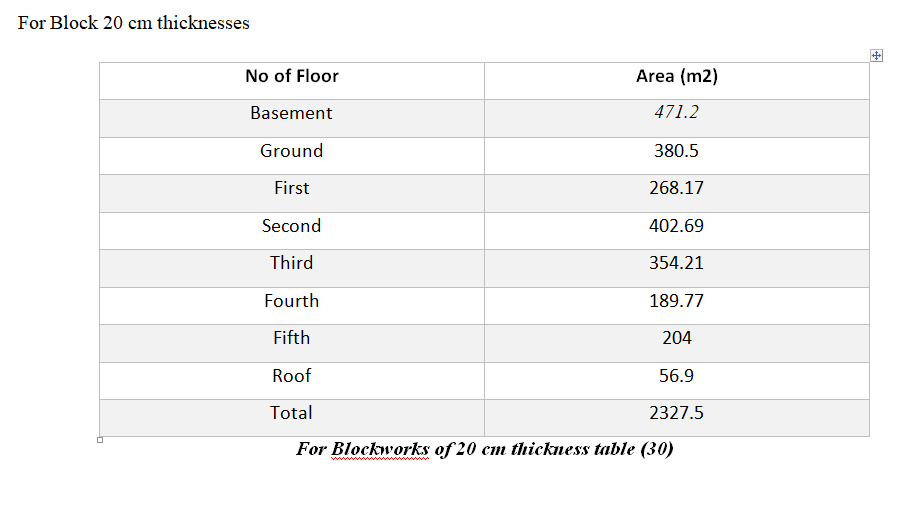 For Block 20 cm thicknesses
No of Floor Area (m2)
Basement 471.2
Ground 380.5
First 268.17
Second 402.69
Third 354.21
Fourth 189.77
Fifth 204
Roof 56.9
Total 2327.5
For Blockworks of 20 cm thickness table (30)